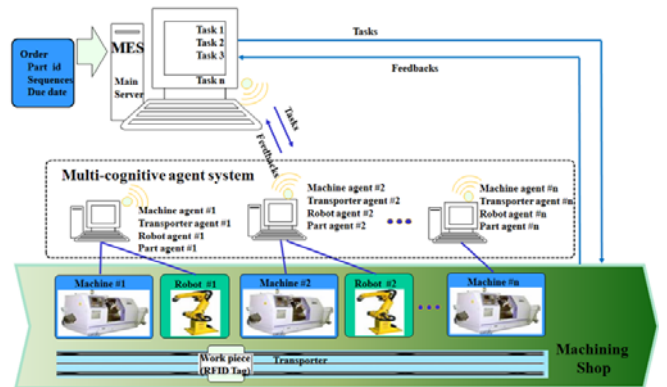 Order
Part id
Sequences
Due date
MES
Main
Server
Task 1
Task 2
Task 3
Task n
Tasks
Feedbacks
Tasks
Feedbacks
Multi-cognitive agent system
Machine agent #1
Transporter agent #1
Robot agent #1
Part agent #1
Machine agent #2
Transporter agent #2
Robot agent #2
Part agent #2
Machine agent #n
Transporter agent #n
Robot agent #n
Part agent #n
Machine #1
Robot #1
Machine #2
Robot #2
Machine #n
Work piece
(RFID Tag)
Transporter
Machining
Shop